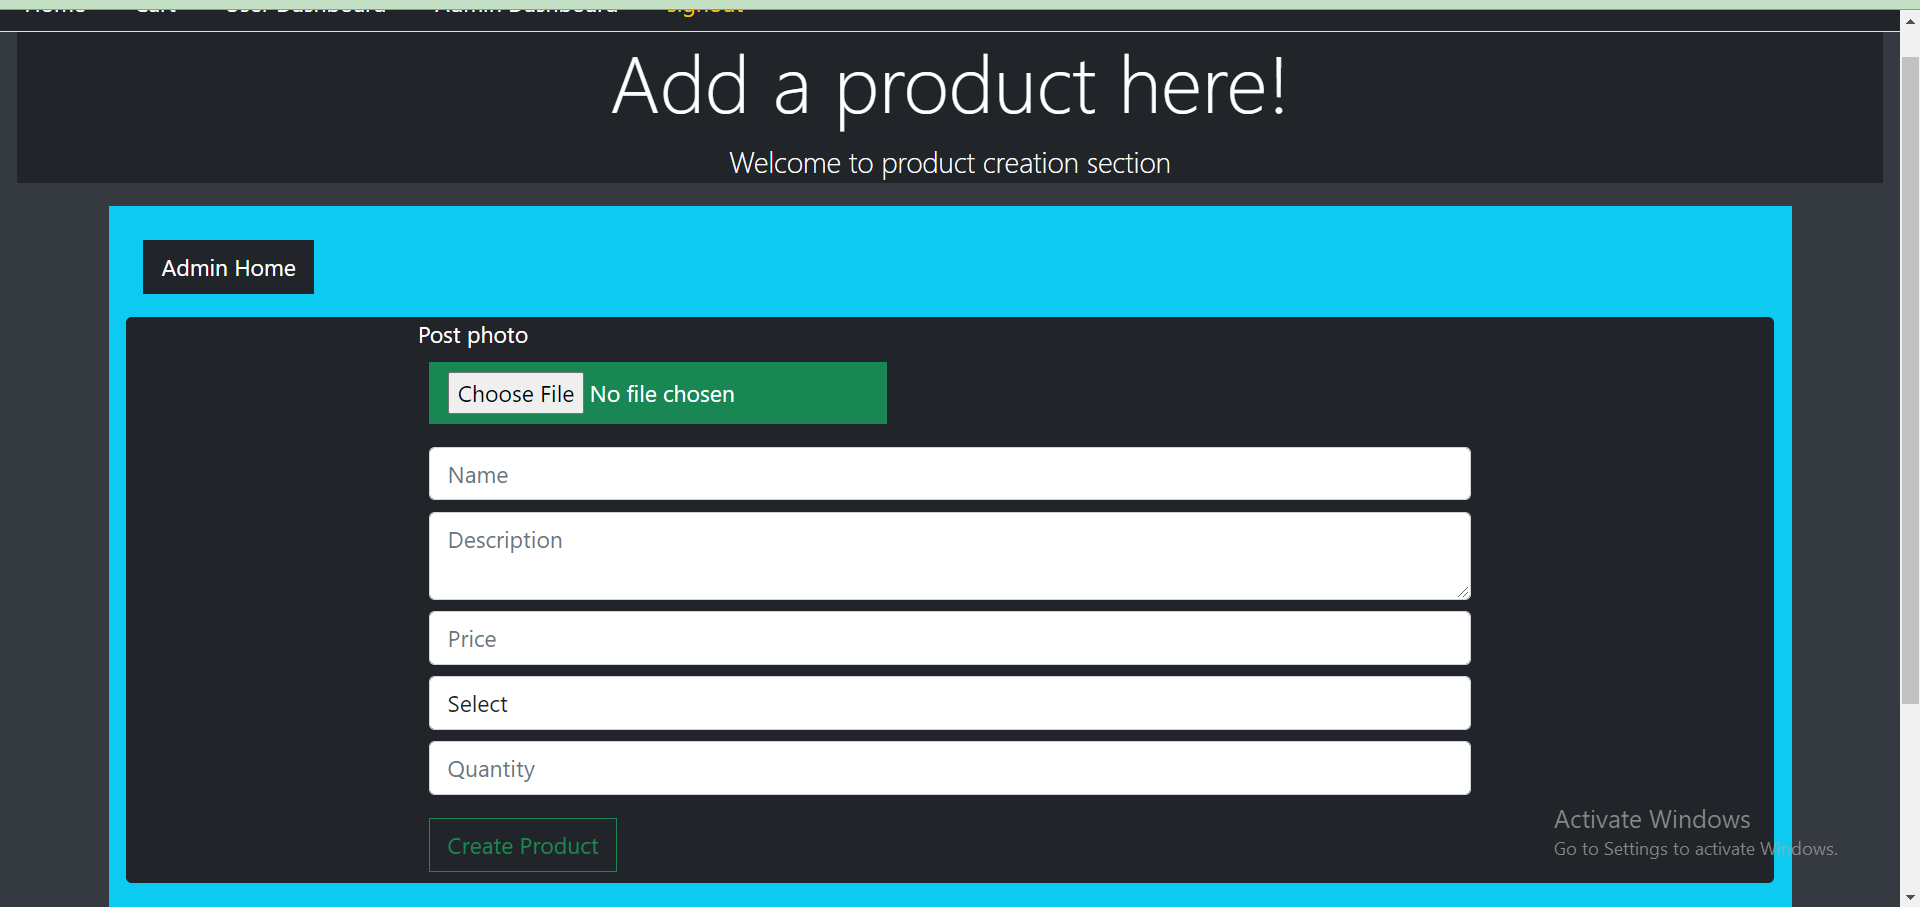 Home Cart User Dashboard Admin Dashboard signout
Add a product here!
Welcome to product creation section
Admin Home
Post photo
Choose File No file chosen
Name
Description
Price
Select
Quantity
Create Product
Activate Windows
Go to Settings to activate Windows.